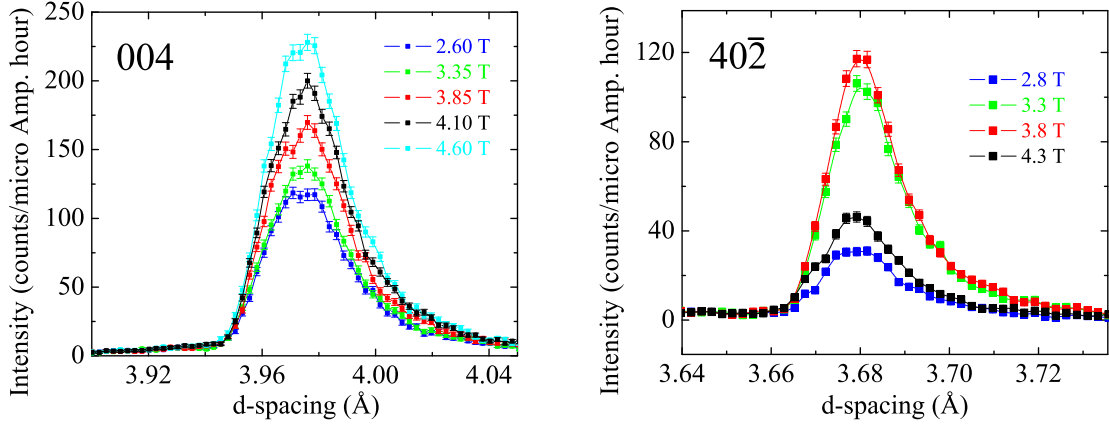 004
2.60 T
3.35 T
3.85 T
4.10 T
4.60 T
Intensity (counts/micro Amp. hour)
250
200
150
100
50
0
3.92
3.96
4.00
4.04
d-spacing (Å)
402̅
2.8 T
3.3 T
3.8 T
4.3 T
Intensity (counts/micro Amp. hour)
120
80
40
0
3.64
3.66
3.68
3.70
3.72
d-spacing (Å)